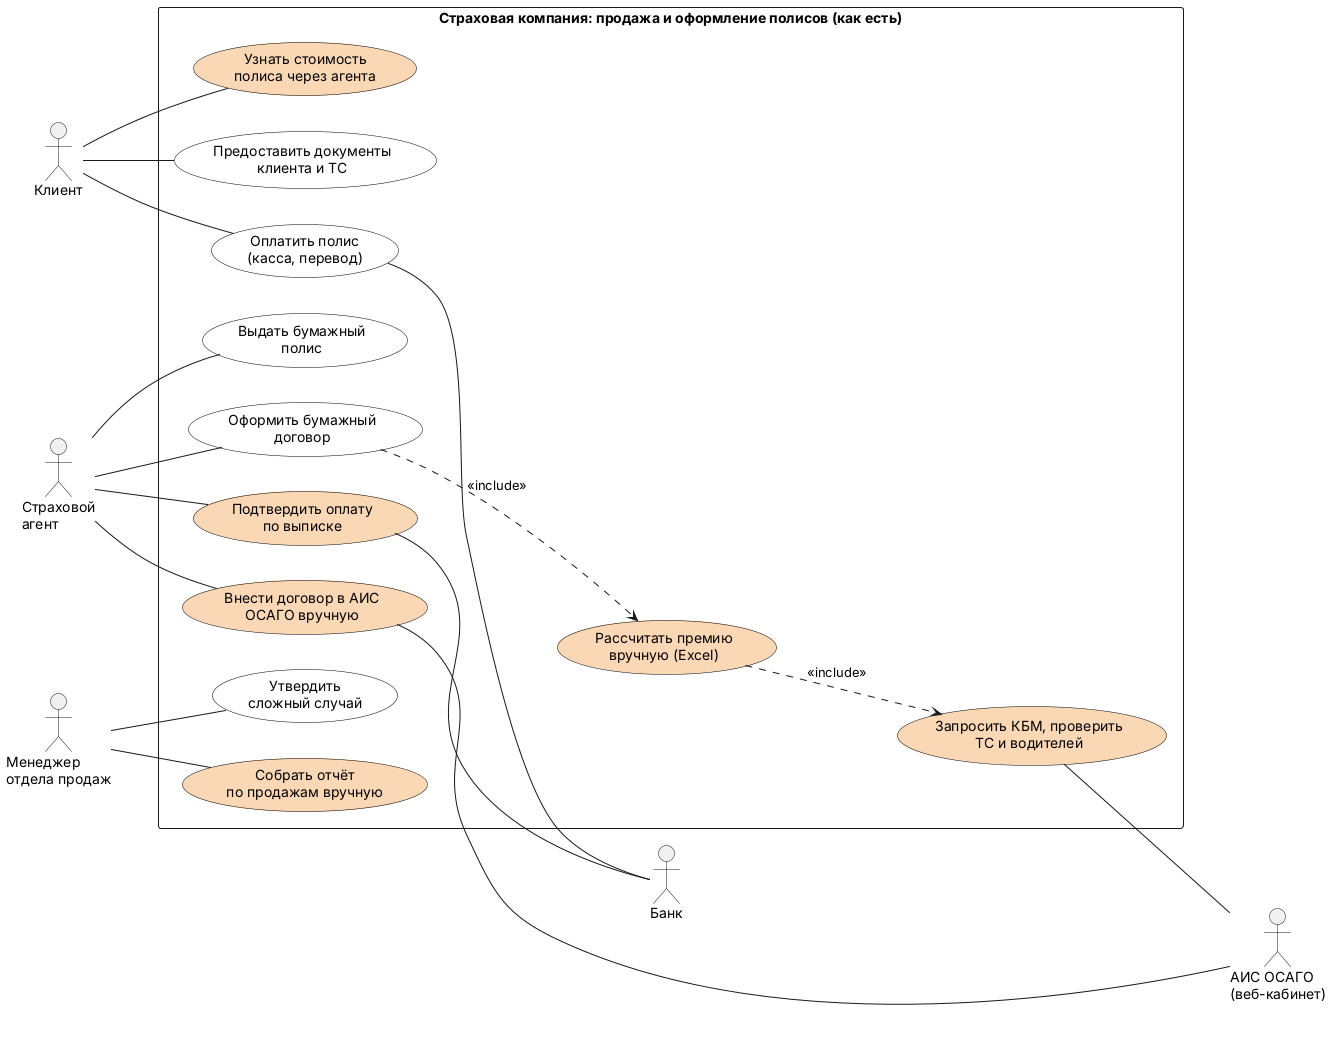 Страховая компания: продажа и оформление полисов (как есть)
Узнать стоимость
полиса через агента
Предоставить документы
клиента и ТС
Клиент
Оплатить полис
(касса, перевод)
Выдать бумажный
полис
Оформить бумажный
договор
«include»
Страховой
агент
Подтвердить оплату
по выписке
Внести договор в АИС
ОСАГО вручную
Рассчитать премию
вручную (Excel)
«include»
Утвердить
сложный случай
Запросить КБМ, проверить
ТС и водителей
Менеджер
отдела продаж
Собрать отчёт
по продажам вручную
Банк
АИС ОСАГО
(веб-кабинет)